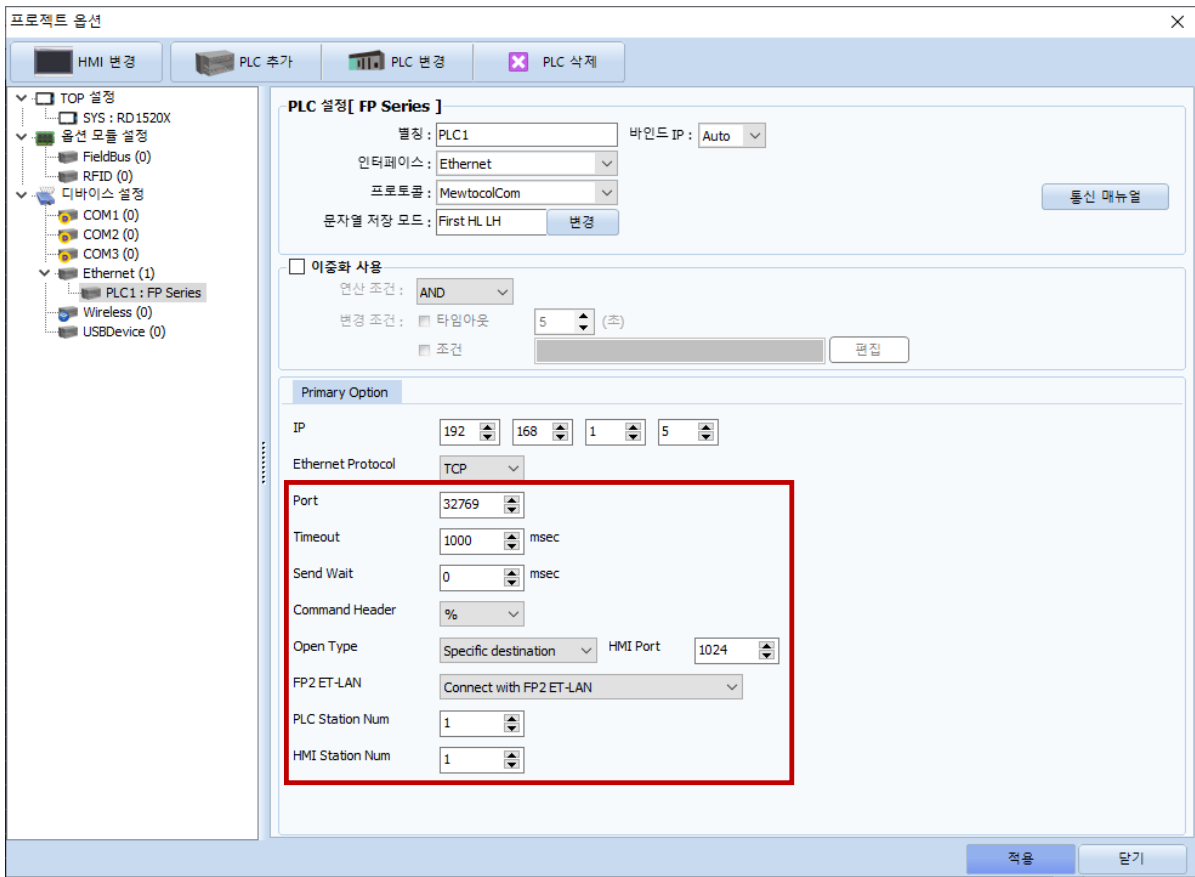 프로젝트 옵션
HMI 변경 PLC 추가 PLC 변경 PLC 삭제
TOP 설정
SYS : RD1520X
옵션 모듈 설정
FieldBus (0)
RFID (0)
디바이스 설정
COM1 (0)
COM2 (0)
COM3 (0)
Ethernet (1)
PLC1 : FP Series
Wireless (0)
USBDevice (0)
PLC 설정[ FP Series ]
별칭 : PLC1 바인드 IP : Auto
인터페이스 : Ethernet
프로토콜 : MewtocolCom
통신 매뉴얼
문자열 저장 모드 : First HL LH 변경
이중화 사용
연산 조건 : AND
변경 조건 : 타임아웃 5 (초)
조건 편집
Primary Option
IP 192 168 1 5
Ethernet Protocol TCP
Port 32769
Timeout 1000 msec
Send Wait 0 msec
Command Header %
Open Type Specific destination HMI Port 1024
FP2 ET-LAN Connect with FP2 ET-LAN
PLC Station Num 1
HMI Station Num 1
적용 닫기